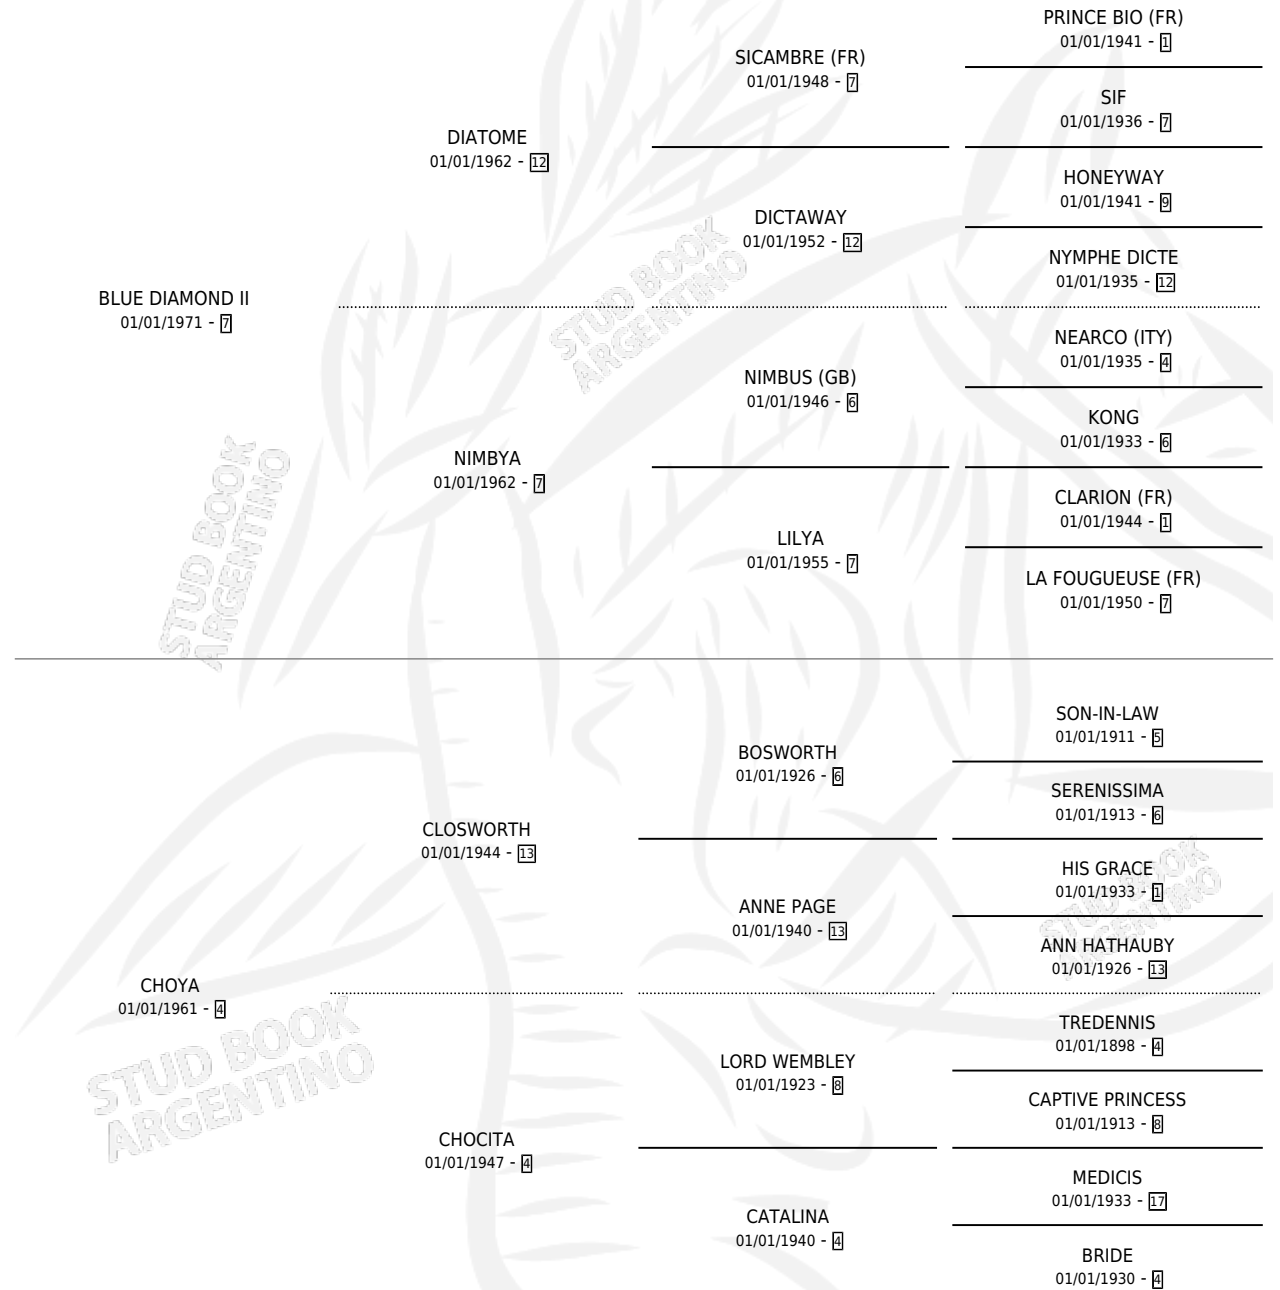 PRINCE BIO (FR)
01/01/1941 - 1
SICAMBRE (FR)
01/01/1948 - 7
SIF
01/01/1936 - 7
DIATOME
01/01/1962 - 12
HONEYWAY
01/01/1941 - 9
DICTAWAY
01/01/1952 - 12
NYMPHE DICTE
01/01/1935 - 12
BLUE DIAMOND II
01/01/1971 - 7
STUD BOOK
ARGENTINO
NEARCO (ITY)
01/01/1935 - 4
NIMBUS (GB)
01/01/1946 - 6
KONG
01/01/1933 - 6
NIMBYA
01/01/1962 - 7
CLARION (FR)
01/01/1944 - 1
LILYA
01/01/1955 - 7
LA FOUGUEUSE (FR)
01/01/1950 - 7
STUD BOOK
ARGENTINO
SON-IN-LAW
01/01/1911 - 5
BOSWORTH
01/01/1926 - 6
SERENISSIMA
01/01/1913 - 6
CLOSWORTH
01/01/1944 - 13
HIS GRACE
01/01/1933 - 1
ANNE PAGE
01/01/1940 - 13
ANN HATHAUBY
01/01/1926 - 13
STUD BOOK
ARGENTINO
CHOYA
01/01/1961 - 4
TREDENNIS
01/01/1898 - 4
LORD WEMBLEY
01/01/1923 - 8
CAPTIVE PRINCESS
01/01/1913 - 8
STUD BOOK
ARGENTINO
CHOCITA
01/01/1947 - 4
MEDICIS
01/01/1933 - 17
CATALINA
01/01/1940 - 4
BRIDE
01/01/1930 - 4